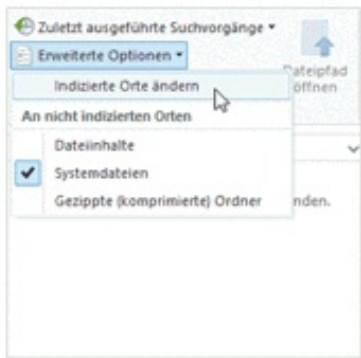 Zuletzt ausgeführte Suchvorgänge
Erweiterte Optionen
Dateipfad
öffnen
Indizierte Orte ändern
An nicht indizierten Orten
Dateiinhalte
Systemdateien
Gezippte (komprimierte) Ordner
nden.